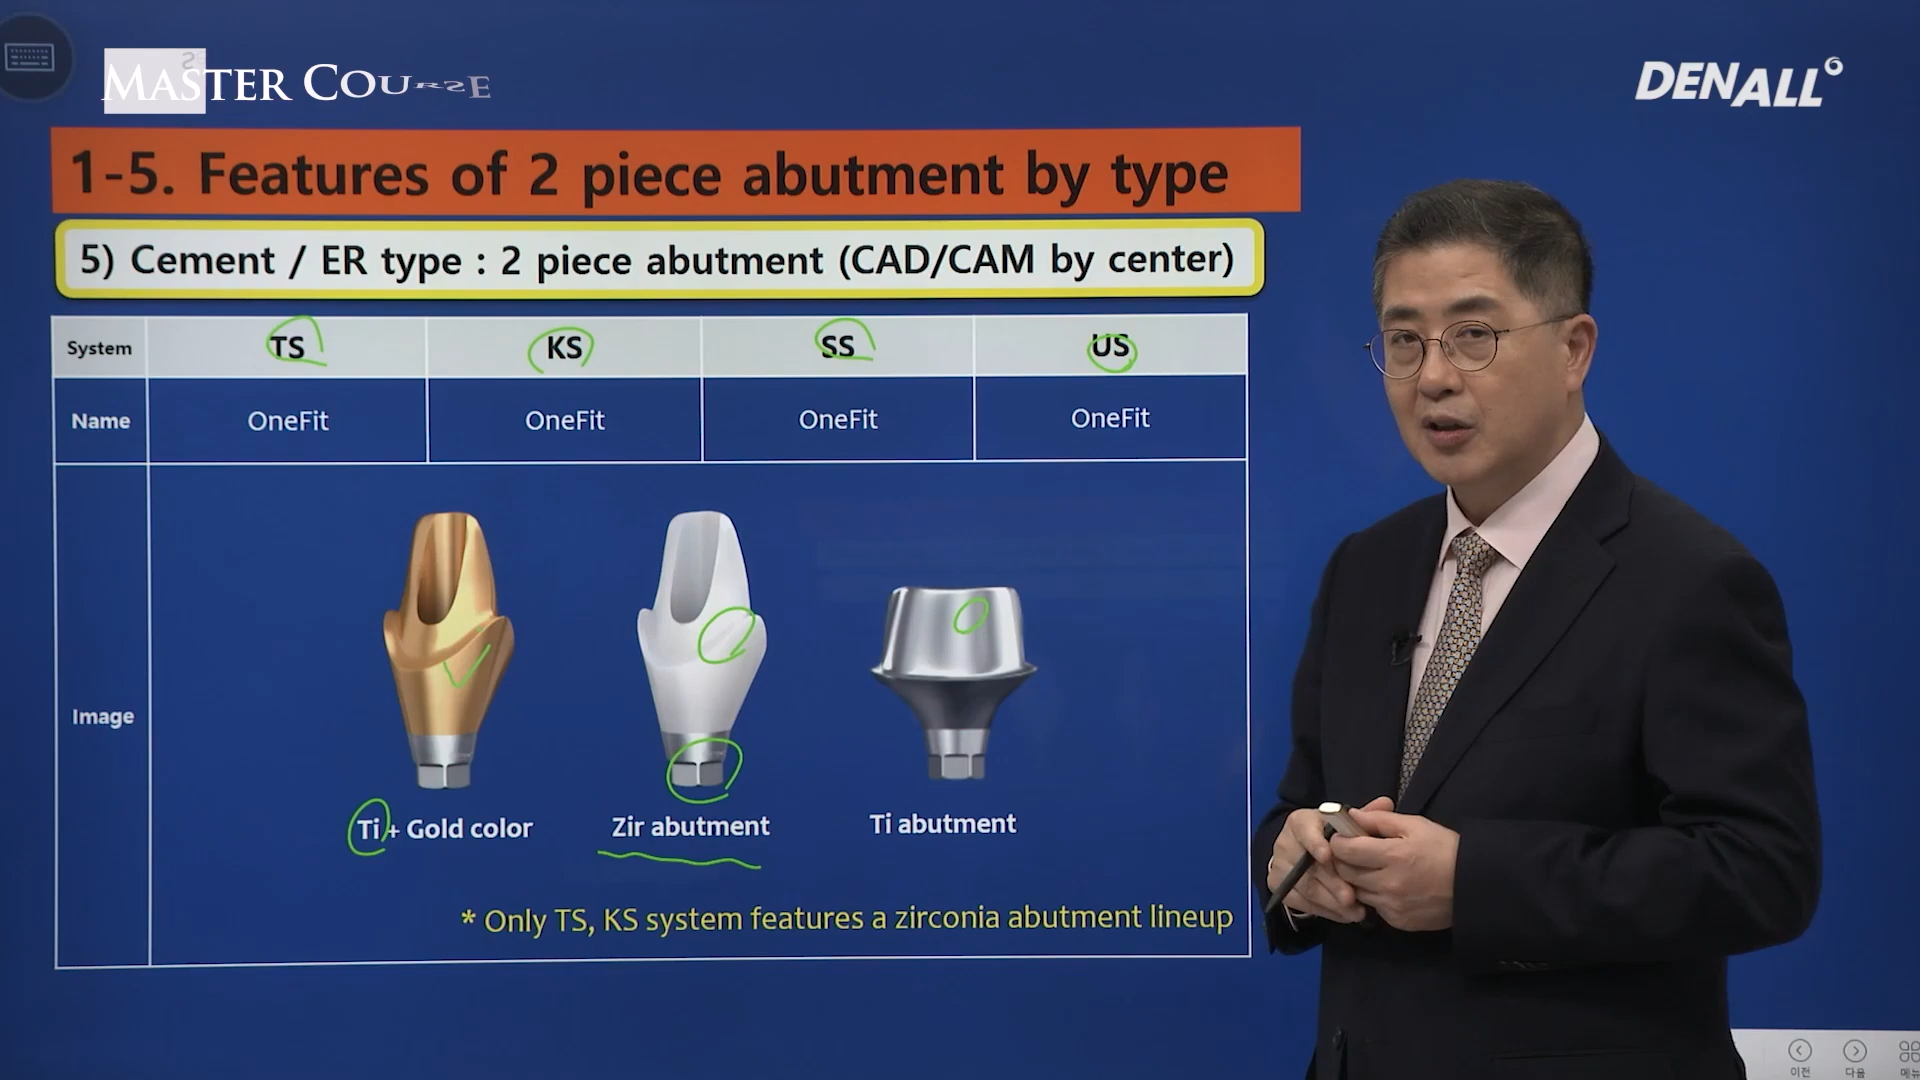 MASTER COURSE
DENALL
1-5. Features of 2 piece abutment by type
5) Cement / ER type : 2 piece abutment (CAD/CAM by center)
System TS KS SS US
Name OneFit OneFit OneFit OneFit
Image
Ti + Gold color Zir abutment Ti abutment
* Only TS, KS system features a zirconia abutment lineup
이전 다음 메뉴